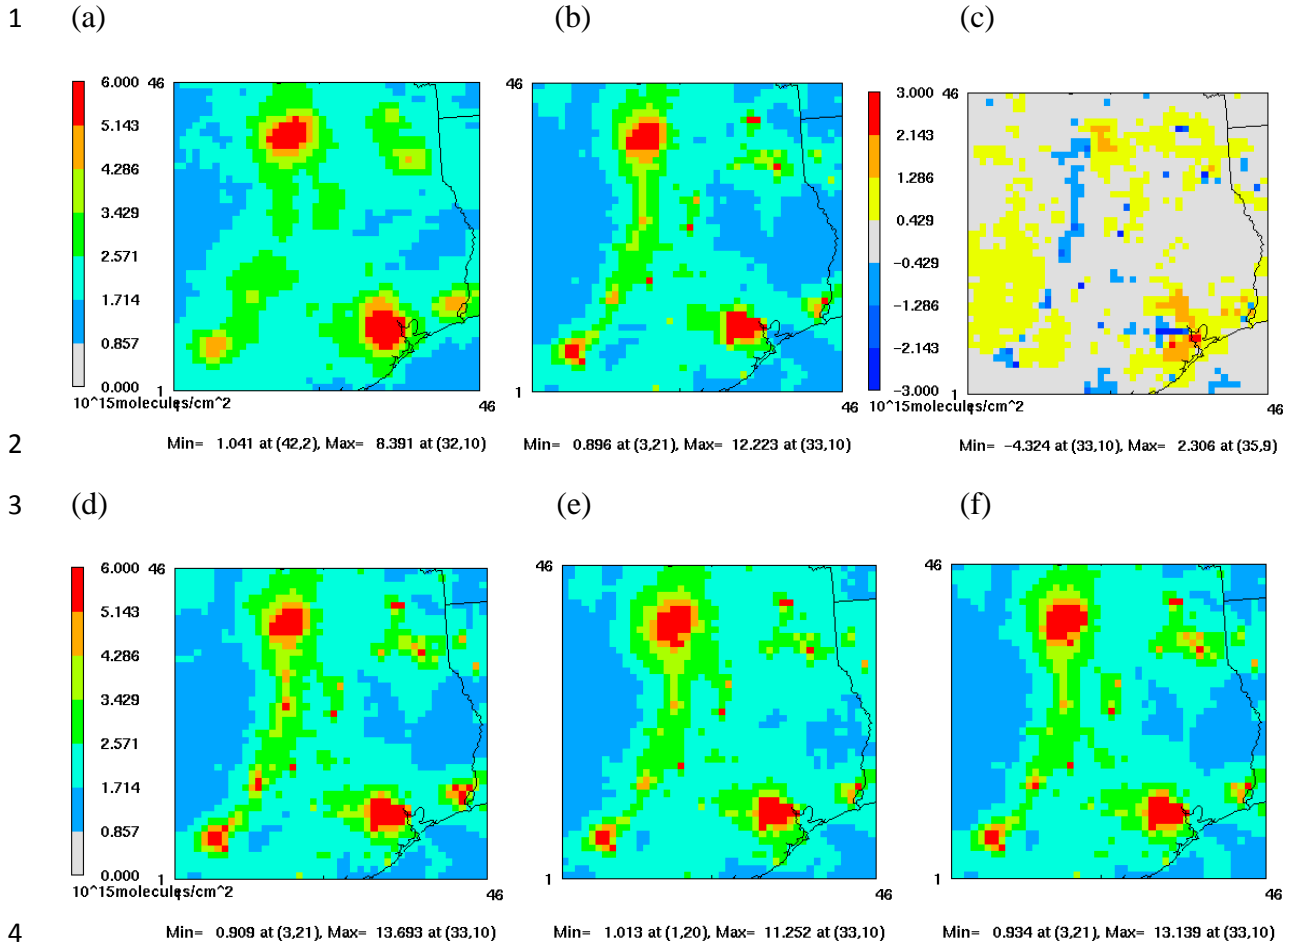 1 (a) (b) (c)
6.000 46 46 3.000 46
5.143 2.143
4.286 1.286
3.429 0.429
2.571 −0.429
1.714 −1.286
0.857 −2.143
0.000 1 1 −3.000 1
10^15molecules/cm^2 46 46 10^15molecules/cm^2 46
2 Min= 1.041 at (42,2), Max= 8.391 at (32,10) Min= 0.896 at (3,21), Max= 12.223 at (33,10) Min= −4.324 at (33,10), Max= 2.306 at (35,9)
3 (d) (e) (f)
6.000 46 46 46
5.143
4.286
3.429
2.571
1.714
0.857
0.000 1 1 1
10^15molecules/cm^2 46 46 46
4 Min= 0.909 at (3,21), Max= 13.693 at (33,10) Min= 1.013 at (1,20), Max= 11.252 at (33,10) Min= 0.934 at (3,21), Max= 13.139 at (33,10)